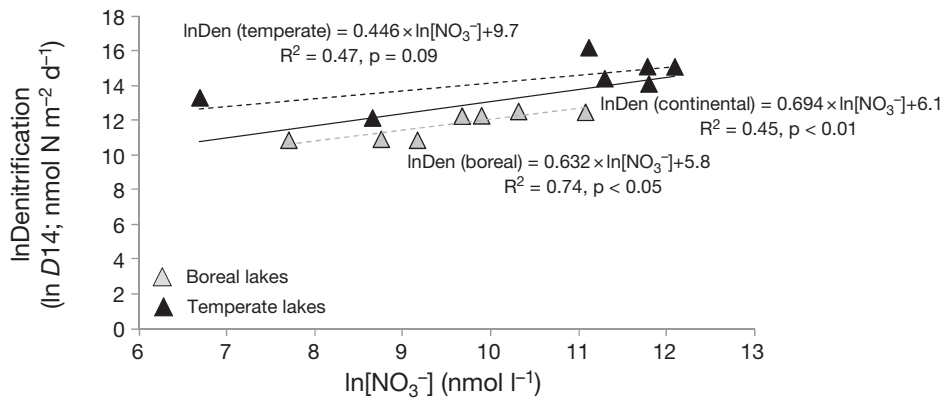 lnDen (temperate) = 0.446×ln[NO₃⁻]+9.7
R² = 0.47, p = 0.09
lnDen (continental) = 0.694×ln[NO₃⁻]+6.1
R² = 0.45, p < 0.01
lnDen (boreal) = 0.632×ln[NO₃⁻]+5.8
R² = 0.74, p < 0.05
lnDenitrification
(ln D14; nmol N m⁻² d⁻¹)
18
16
14
12
10
8
6
4
2
0
Boreal lakes
Temperate lakes
6 7 8 9 10 11 12 13
ln[NO₃⁻] (nmol l⁻¹)